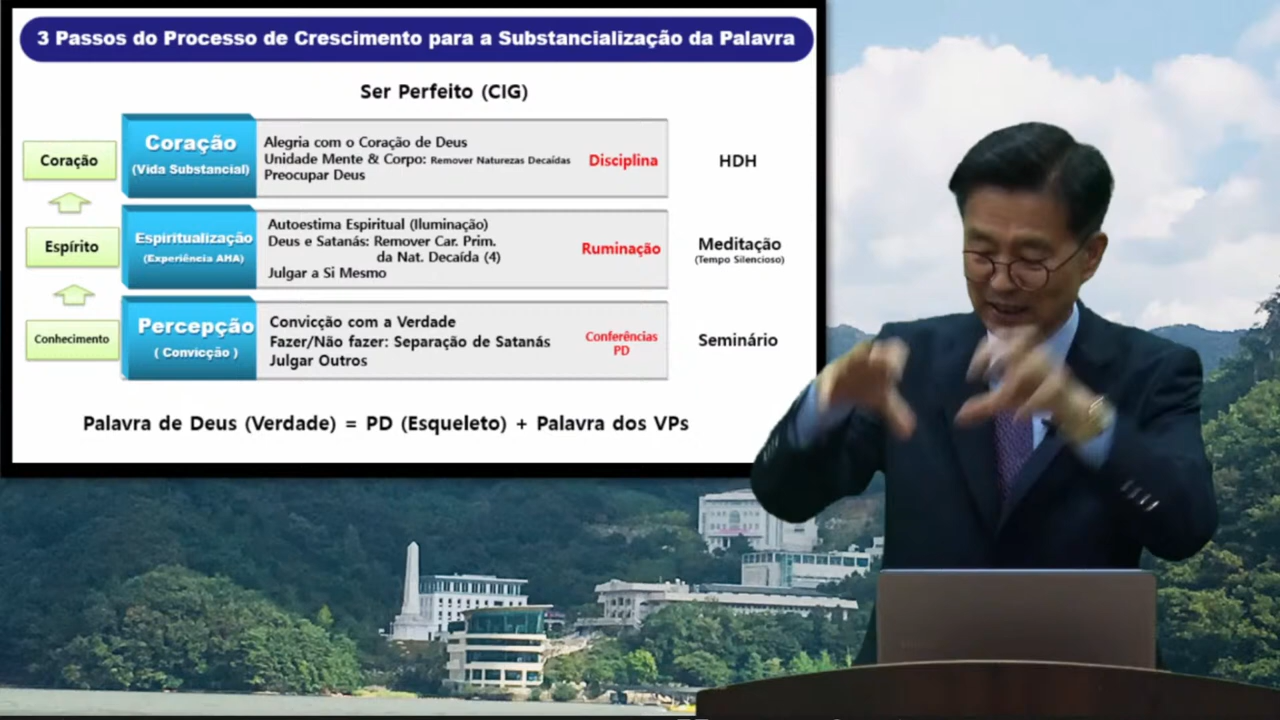 3 Passos do Processo de Crescimento para a Substancialização da Palavra
Ser Perfeito (CIG)
Coração
Coração
(Vida Substancial)
Alegria com o Coração de Deus
Unidade Mente & Corpo: Remover Naturezas Decaídas
Preocupar Deus
Disciplina
HDH
Espírito
Espiritualização
(Experiência AHA)
Autoestima Espiritual (Iluminação)
Deus e Satanás: Remover Car. Prim.
da Nat. Decaída (4)
Julgar a Si Mesmo
Ruminação
Meditação
(Tempo Silencioso)
Conhecimento
Percepção
( Convicção )
Convicção com a Verdade
Fazer/Não fazer: Separação de Satanás
Julgar Outros
Conferências
PD
Seminário
Palavra de Deus (Verdade) = PD (Esqueleto) + Palavra dos VPs